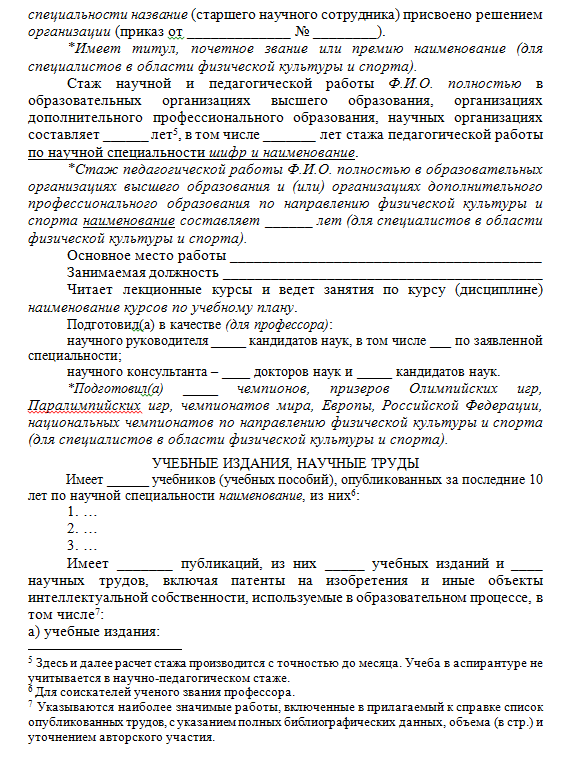 специальности название (старшего научного сотрудника) присвоено решением
организации (приказ от _______________ № _________).
*Имеет титул, почетное звание или премию наименование (для
специалистов в области физической культуры и спорта).
Стаж научной и педагогической работы Ф.И.О. полностью в
образовательных организациях высшего образования, организациях
дополнительного профессионального образования, научных организациях
составляет ______ лет⁵, в том числе _______ лет стажа педагогической работы
по научной специальности шифр и наименование.
*Стаж педагогической работы Ф.И.О. полностью в образовательных
организациях высшего образования и (или) организациях дополнительного
профессионального образования по направлению физической культуры и
спорта наименование составляет ______ лет (для специалистов в области
физической культуры и спорта).
Основное место работы ________________________________________
Занимаемая должность _________________________________________
Читает лекционные курсы и ведет занятия по курсу (дисциплине)
наименование курсов по учебному плану.
Подготовил(а) в качестве (для профессора):
научного руководителя _____ кандидатов наук, в том числе ___ по заявленной
специальности;
научного консультанта – ____ докторов наук и _____ кандидатов наук.
*Подготовил(а) ____ чемпионов, призеров Олимпийских игр,
Паралимпийских игр, чемпионатов мира, Европы, Российской Федерации,
национальных чемпионатов по направлению физической культуры и спорта
(для специалистов в области физической культуры и спорта).
УЧЕБНЫЕ ИЗДАНИЯ, НАУЧНЫЕ ТРУДЫ
Имеет ______ учебников (учебных пособий), опубликованных за последние 10
лет по научной специальности наименование, из них⁶:
1. …
2. …
3. …
Имеет _______ публикаций, из них _____ учебных изданий и ____
научных трудов, включая патенты на изобретения и иные объекты
интеллектуальной собственности, используемые в образовательном процессе, в
том числе⁷:
а) учебные издания:
⁵ Здесь и далее расчет стажа производится с точностью до месяца. Учеба в аспирантуре не
учитывается в научно-педагогическом стаже.
⁶ Для соискателей ученого звания профессора.
⁷ Указываются наиболее значимые работы, включенные в прилагаемый к справке список
опубликованных трудов, с указанием полных библиографических данных, объема (в стр.) и
уточнением авторского участия.